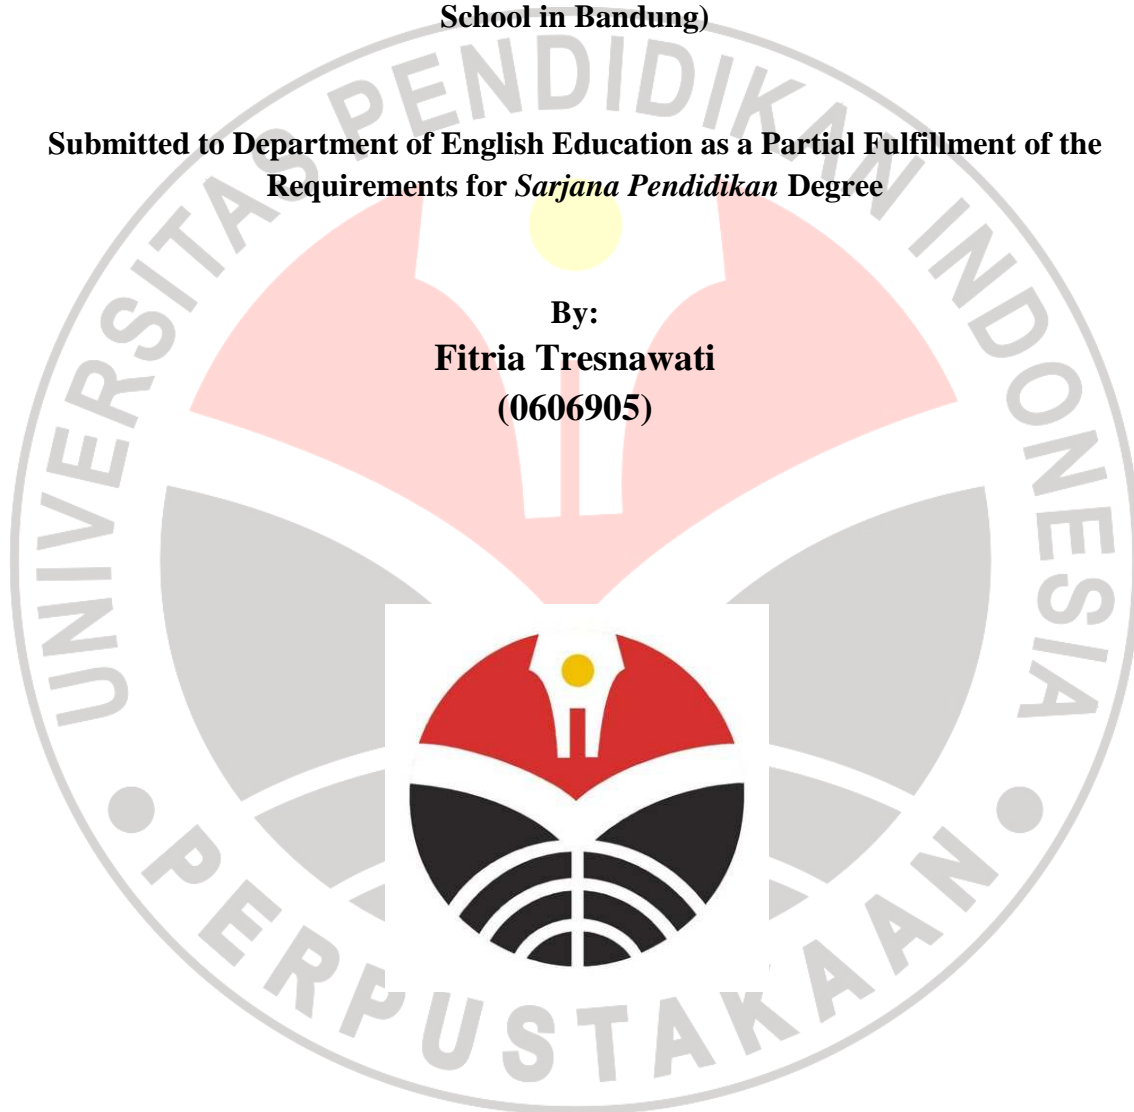 School in Bandung)
Submitted to Department of English Education as a Partial Fulfillment of the
Requirements for Sarjana Pendidikan Degree
By:
Fitria Tresnawati
(0606905)
UNIVERSITAS PENDIDIKAN INDONESIA
PERPUSTAKAAN